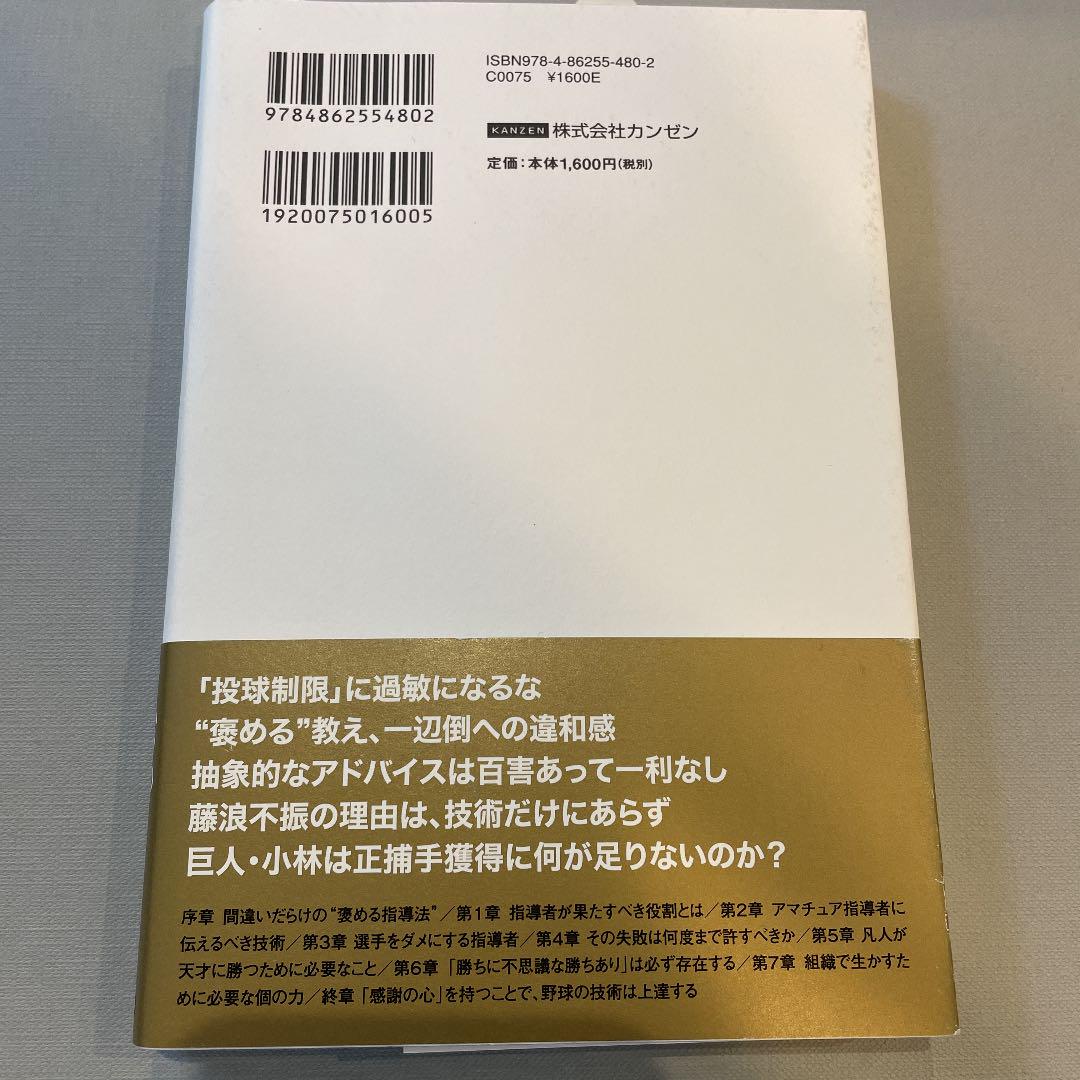 ISBN978-4-86255-480-2
C0075 ¥1600E
9784862554802
KANZEN 株式会社カンゼン
定価：本体1,600円（税別）
1920075016005
「投球制限」に過敏になるな
“褒める”教え、一辺倒への違和感
抽象的なアドバイスは百害あって一利なし
藤浪不振の理由は、技術だけにあらず
巨人・小林は正捕手獲得に何が足りないのか？
序章 間違いだらけの“褒める指導法”／第1章 指導者が果たすべき役割とは／第2章 アマチュア指導者に
伝えるべき技術／第3章 選手をダメにする指導者／第4章 その失敗は何度まで許すべきか／第5章 凡人が
天才に勝つために必要なこと／第6章「勝ちに不思議な勝ちあり」は必ず存在する／第7章 組織で生かすた
めに必要な個の力／終章「感謝の心」を持つことで、野球の技術は上達する